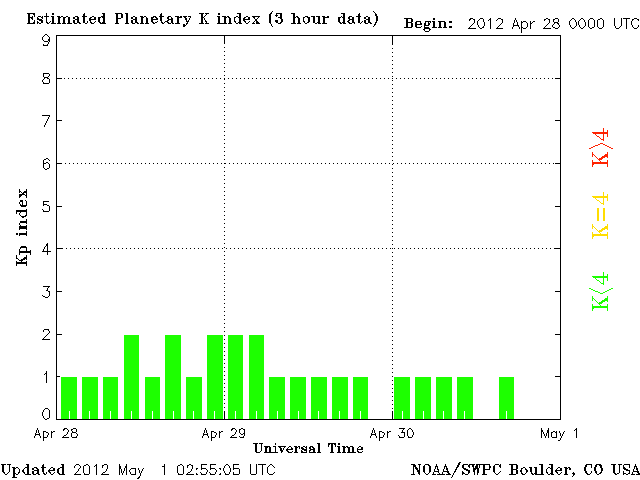 Estimated Planetary K index (3 hour data)
Begin: 2012 Apr 28 0000 UTC
9
8
7
6
5
4
3
2
1
0
Kp index
K>4
K=4
K<4
Apr 28
Apr 29
Apr 30
May 1
Universal Time
Updated 2012 May 1 02:55:05 UTC
NOAA/SWPC Boulder, CO USA